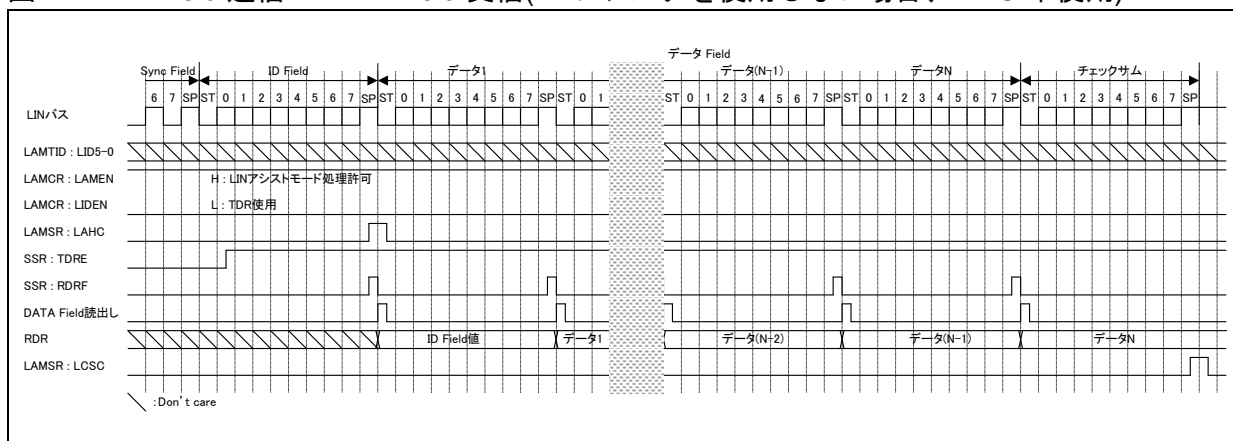 データ Field
Sync Field ID Field データ1 データ(N-1) データN チェックサム
6 7 SP ST 0 1 2 3 4 5 6 7 SP ST 0 1 2 3 4 5 6 7 SP ST 0 1 ST 0 1 2 3 4 5 6 7 SP ST 0 1 2 3 4 5 6 7 SP ST 0 1 2 3 4 5 6 7 SP
LINバス
LAMTID : LID5-0
LAMCR : LAMEN H : LINアシストモード処理許可
LAMCR : LIDEN L : TDR使用
LAMSR : LAHC
SSR : TDRE
SSR : RDRF
DATA Field読出し
RDR ID Field値 データ1 データ(N-2) データ(N-1) データN
LAMSR : LCSC
:Don't care